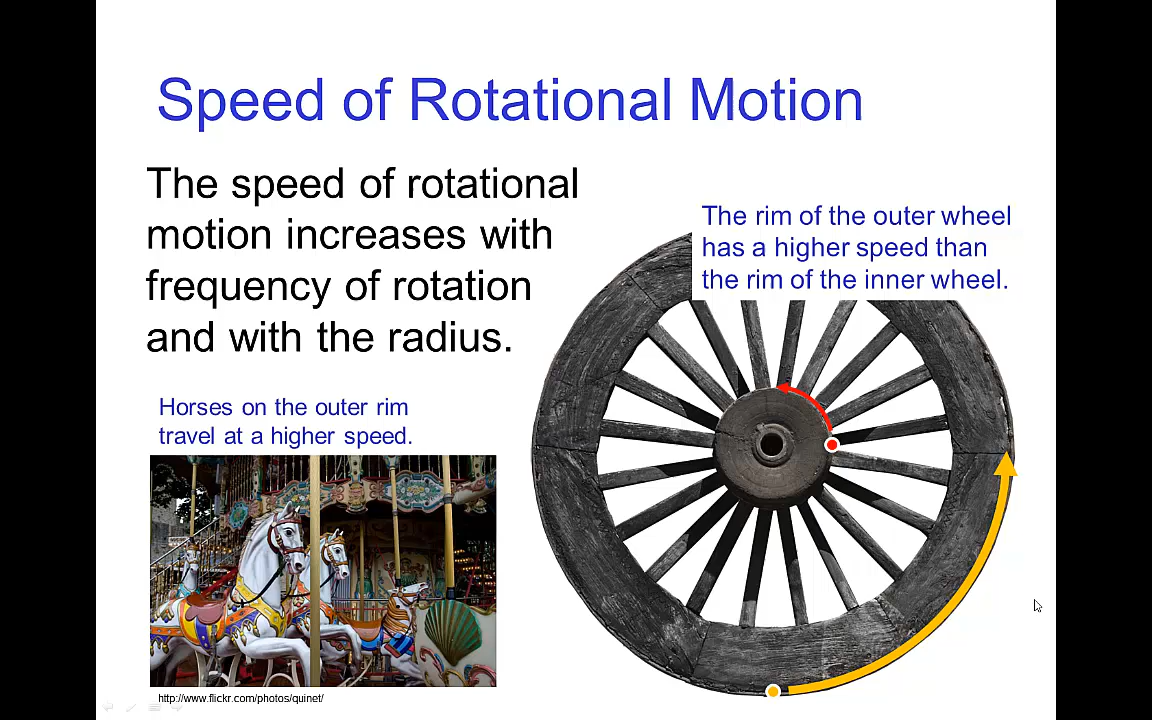 Speed of Rotational Motion
The speed of rotational
motion increases with
frequency of rotation
and with the radius.
The rim of the outer wheel
has a higher speed than
the rim of the inner wheel.
Horses on the outer rim
travel at a higher speed.
http://www.flickr.com/photos/quinet/